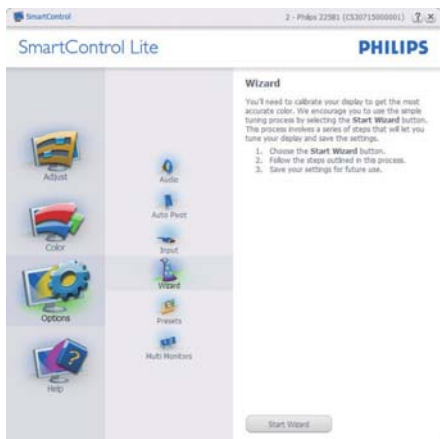 SmartControl
2 - Philips 225B1 (CS30715000001)
SmartControl Lite
PHILIPS
Adjust
Color
Options
Help
Audio
Auto Pivot
Input
Wizard
Presets
Multi Monitors
Wizard
You'll need to calibrate your display to get the most
accurate color. We encourage you to use the simple
tuning process by selecting the Start Wizard button.
This process involves a series of steps that will let you
tune your display and save the settings.
1. Choose the Start Wizard button.
2. Follow the steps outlined in this process.
3. Save your settings for future use.
Start Wizard